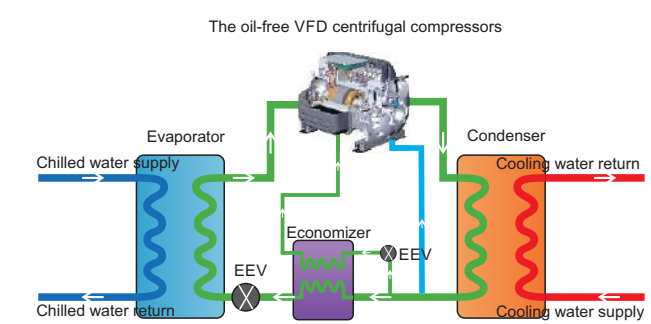 The oil-free VFD centrifugal compressors
Evaporator
Condenser
Chilled water supply
Cooling water return
Economizer
EEV
EEV
Chilled water return
Cooling water supply